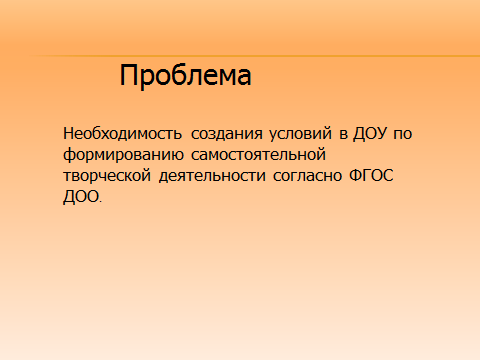 Проблема
Необходимость создания условий в ДОУ по
формированию самостоятельной
творческой деятельности согласно ФГОС
ДОО.